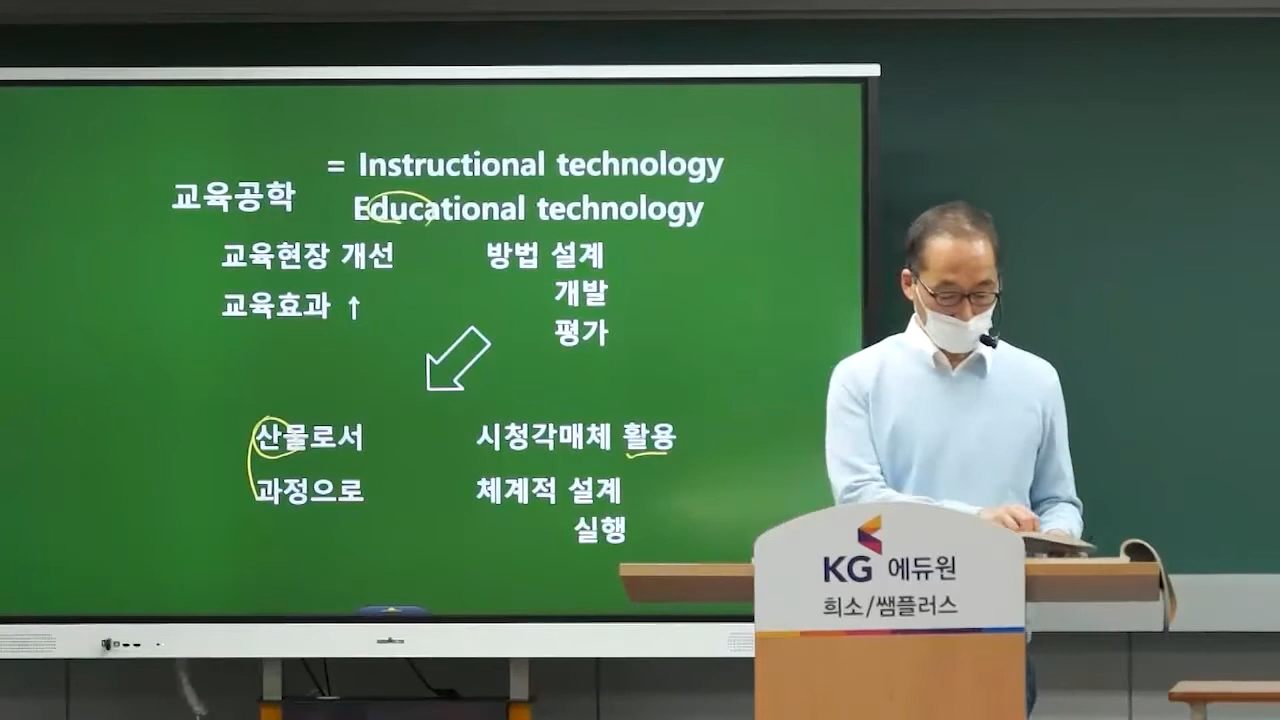 = Instructional technology
교육공학
Educational technology
교육현장 개선 방법 설계
개발
교육효과 ↑
평가
산물로서 시청각매체 활용
과정으로 체계적 설계
실행
KG 에듀원
희소/쌤플러스